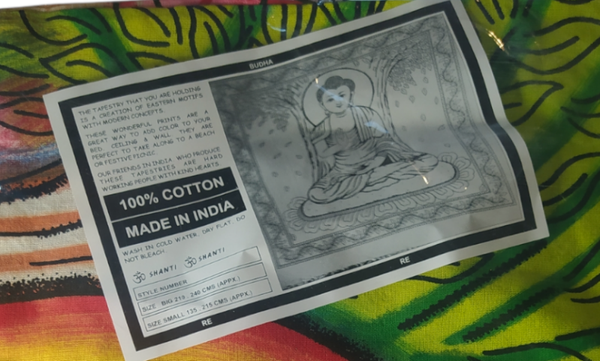 BUDHA
THE TAPESTRY THAT YOU ARE HOLDING
IS A CREATION OF EASTERN MOTIFS
WITH MODERN CONCEPTS.
THESE WONDERFUL PRINTS ARE A
GREAT WAY TO ADD COLOR TO YOUR
BED, CEILING & WALL. THEY ARE
PERFECT TO TAKE ALONG TO A BEACH
OR FESTIVE PICNIC.
OUR FRIENDS IN INDIA WHO PRODUCE
THESE TAPESTRIES ARE HARD
WORKING PEOPLE WITH KIND HEARTS.
100% COTTON
MADE IN INDIA
WASH IN COLD WATER, DRY FLAT, DO
NOT BLEACH
ॐ SHANTI ॐ SHANTI
STYLE NUMBER
SIZE BIG 210 : 240 CMS (APPX.)
SIZE SMALL 135 : 215 CMS (APPX.)
RE
RE